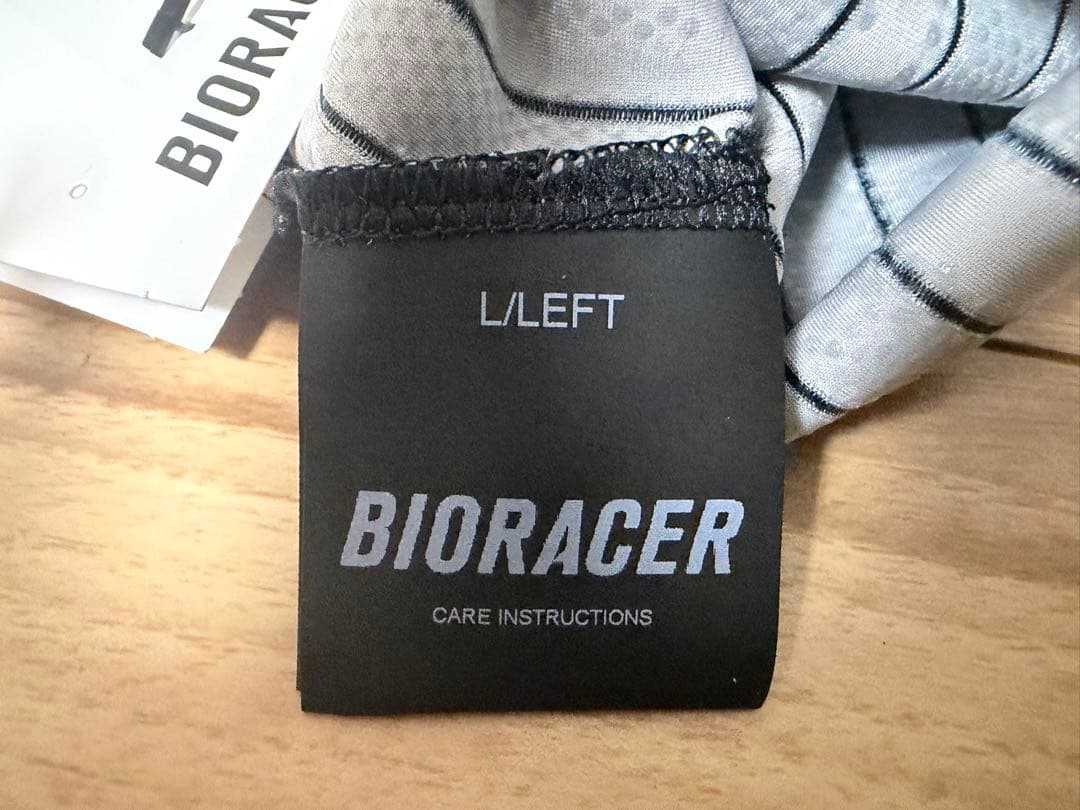 BIORAC
L/LEFT
BIORACER
CARE INSTRUCTIONS